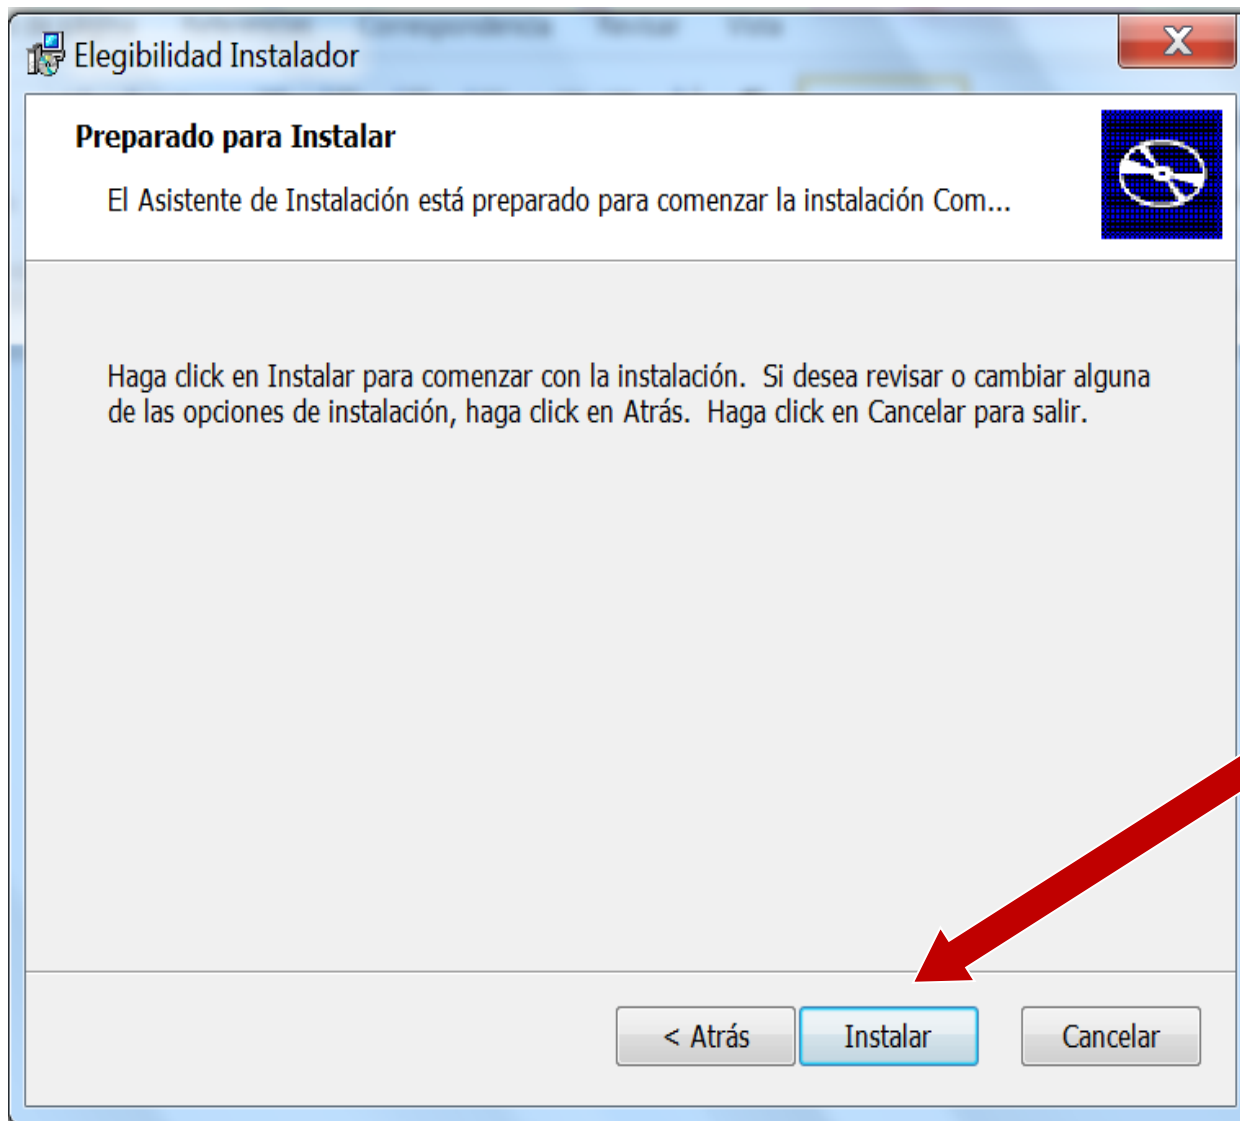 Elegibilidad Instalador
X
Preparado para Instalar
El Asistente de Instalación está preparado para comenzar la instalación Com...
Haga click en Instalar para comenzar con la instalación.  Si desea revisar o cambiar alguna
de las opciones de instalación, haga click en Atrás.  Haga click en Cancelar para salir.
< Atrás
Instalar
Cancelar